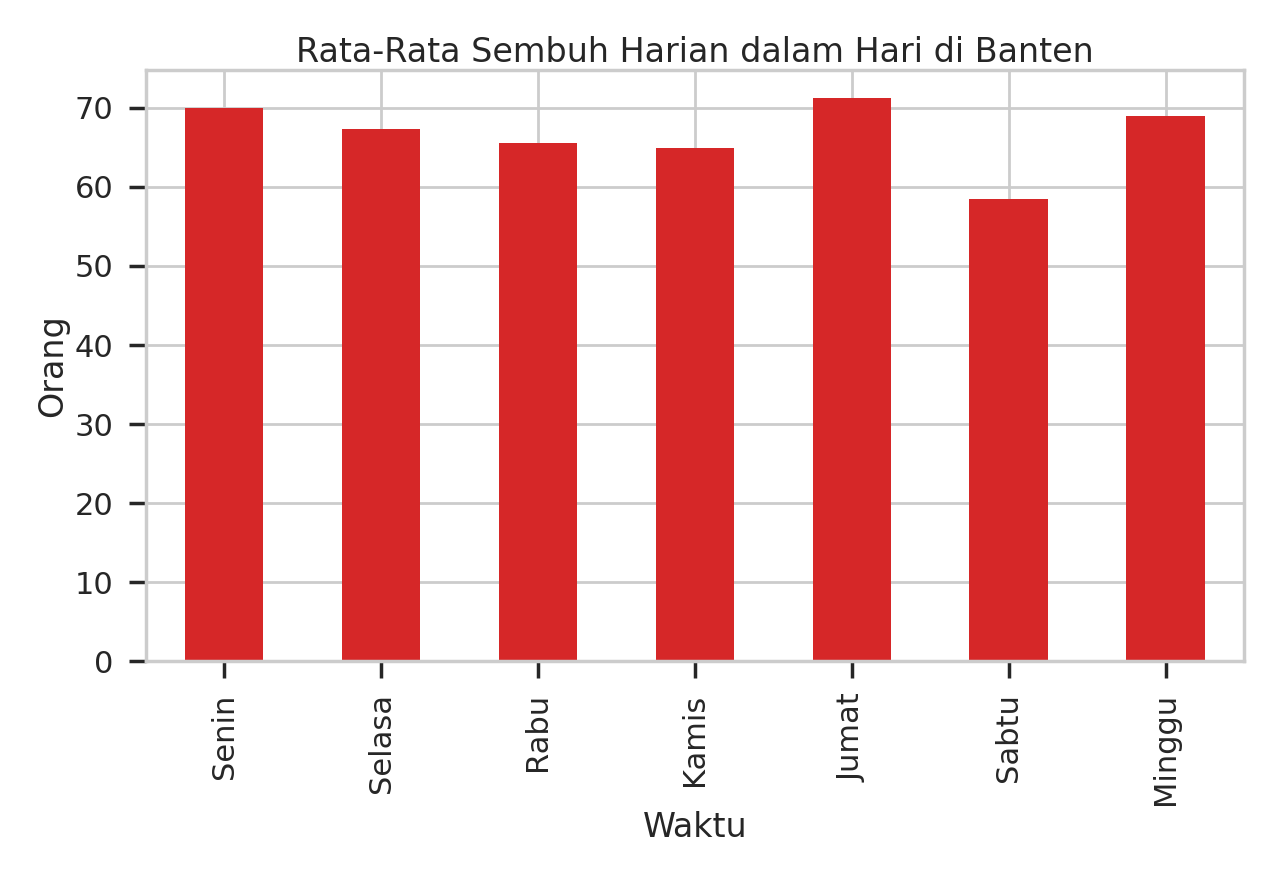 Rata-Rata Sembuh Harian dalam Hari di Banten
Orang
70
60
50
40
30
20
10
0
Senin
Selasa
Rabu
Kamis
Jumat
Sabtu
Minggu
Waktu